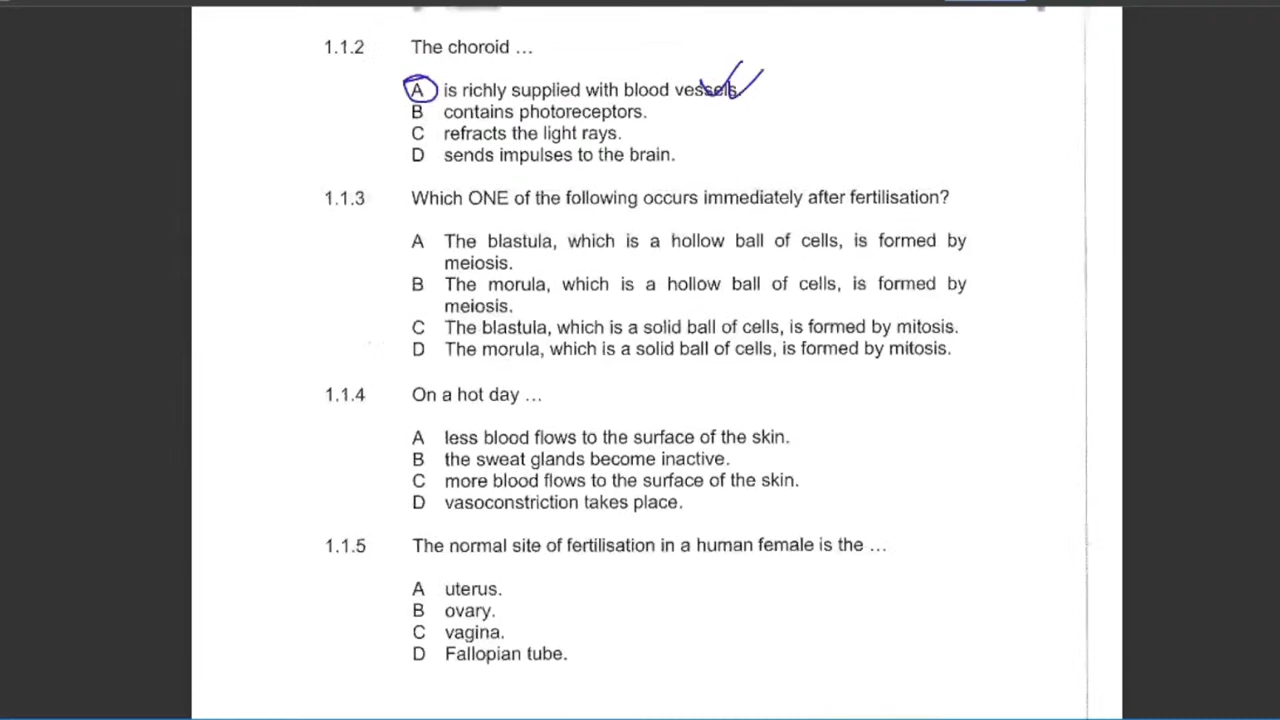 1.1.2 The choroid ...
A is richly supplied with blood vessels.
B contains photoreceptors.
C refracts the light rays.
D sends impulses to the brain.
1.1.3 Which ONE of the following occurs immediately after fertilisation?
A The blastula, which is a hollow ball of cells, is formed by
meiosis.
B The morula, which is a hollow ball of cells, is formed by
meiosis.
C The blastula, which is a solid ball of cells, is formed by mitosis.
D The morula, which is a solid ball of cells, is formed by mitosis.
1.1.4 On a hot day ...
A less blood flows to the surface of the skin.
B the sweat glands become inactive.
C more blood flows to the surface of the skin.
D vasoconstriction takes place.
1.1.5 The normal site of fertilisation in a human female is the ...
A uterus.
B ovary.
C vagina.
D Fallopian tube.